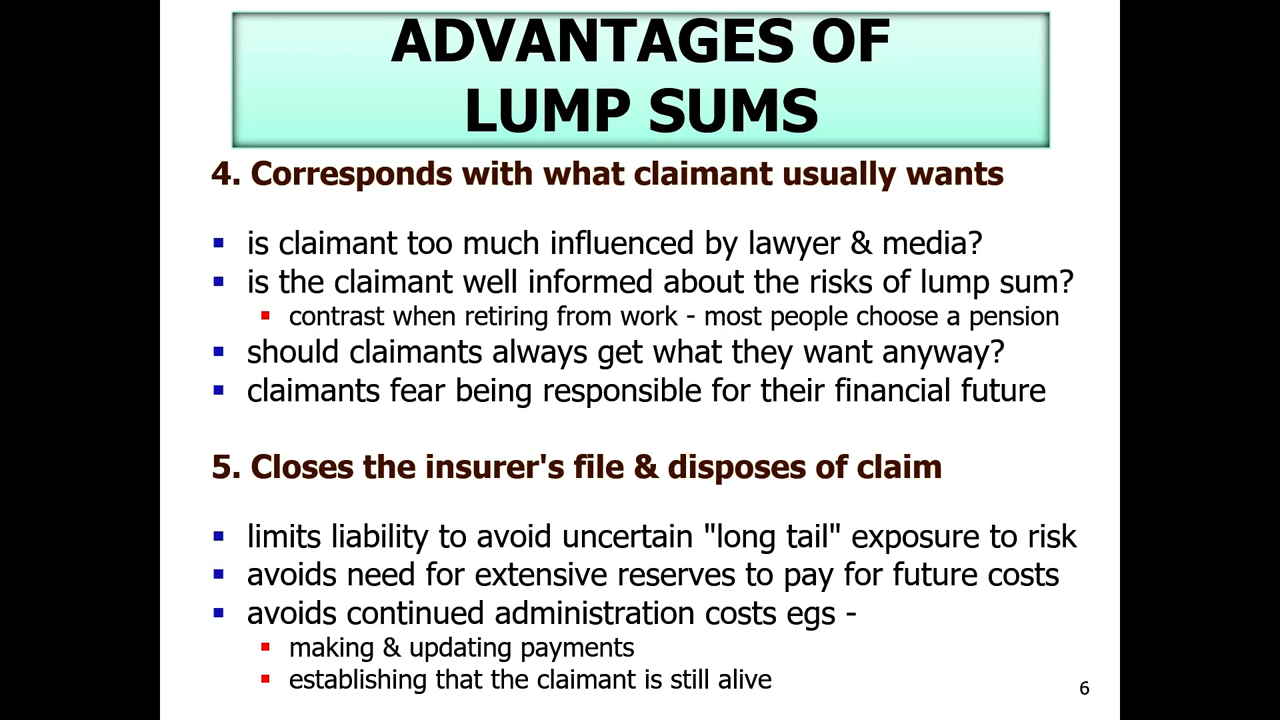 ADVANTAGES OF
LUMP SUMS
4. Corresponds with what claimant usually wants
▪ is claimant too much influenced by lawyer & media?
▪ is the claimant well informed about the risks of lump sum?
▪ contrast when retiring from work - most people choose a pension
▪ should claimants always get what they want anyway?
▪ claimants fear being responsible for their financial future
5. Closes the insurer's file & disposes of claim
▪ limits liability to avoid uncertain "long tail" exposure to risk
▪ avoids need for extensive reserves to pay for future costs
▪ avoids continued administration costs egs -
▪ making & updating payments
▪ establishing that the claimant is still alive
6